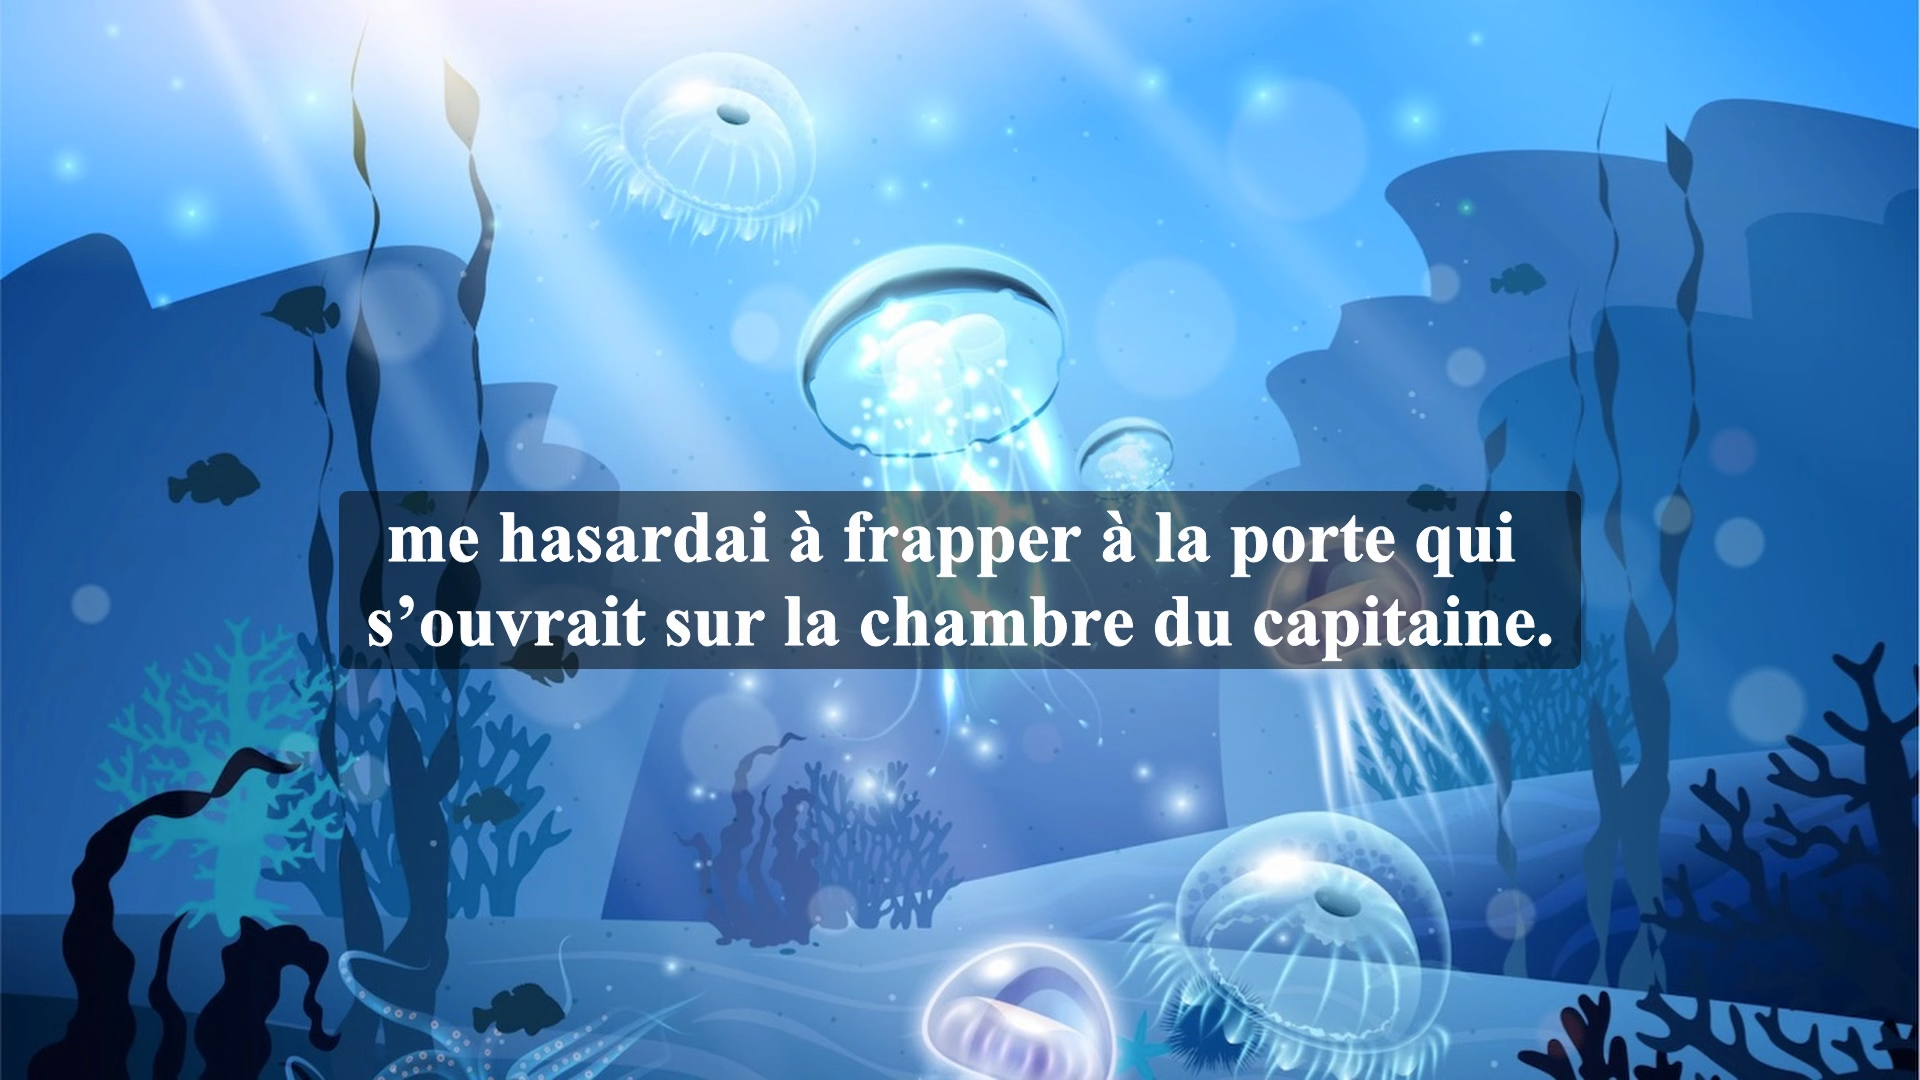 me hasardai à frapper à la porte qui
s’ouvrait sur la chambre du capitaine.